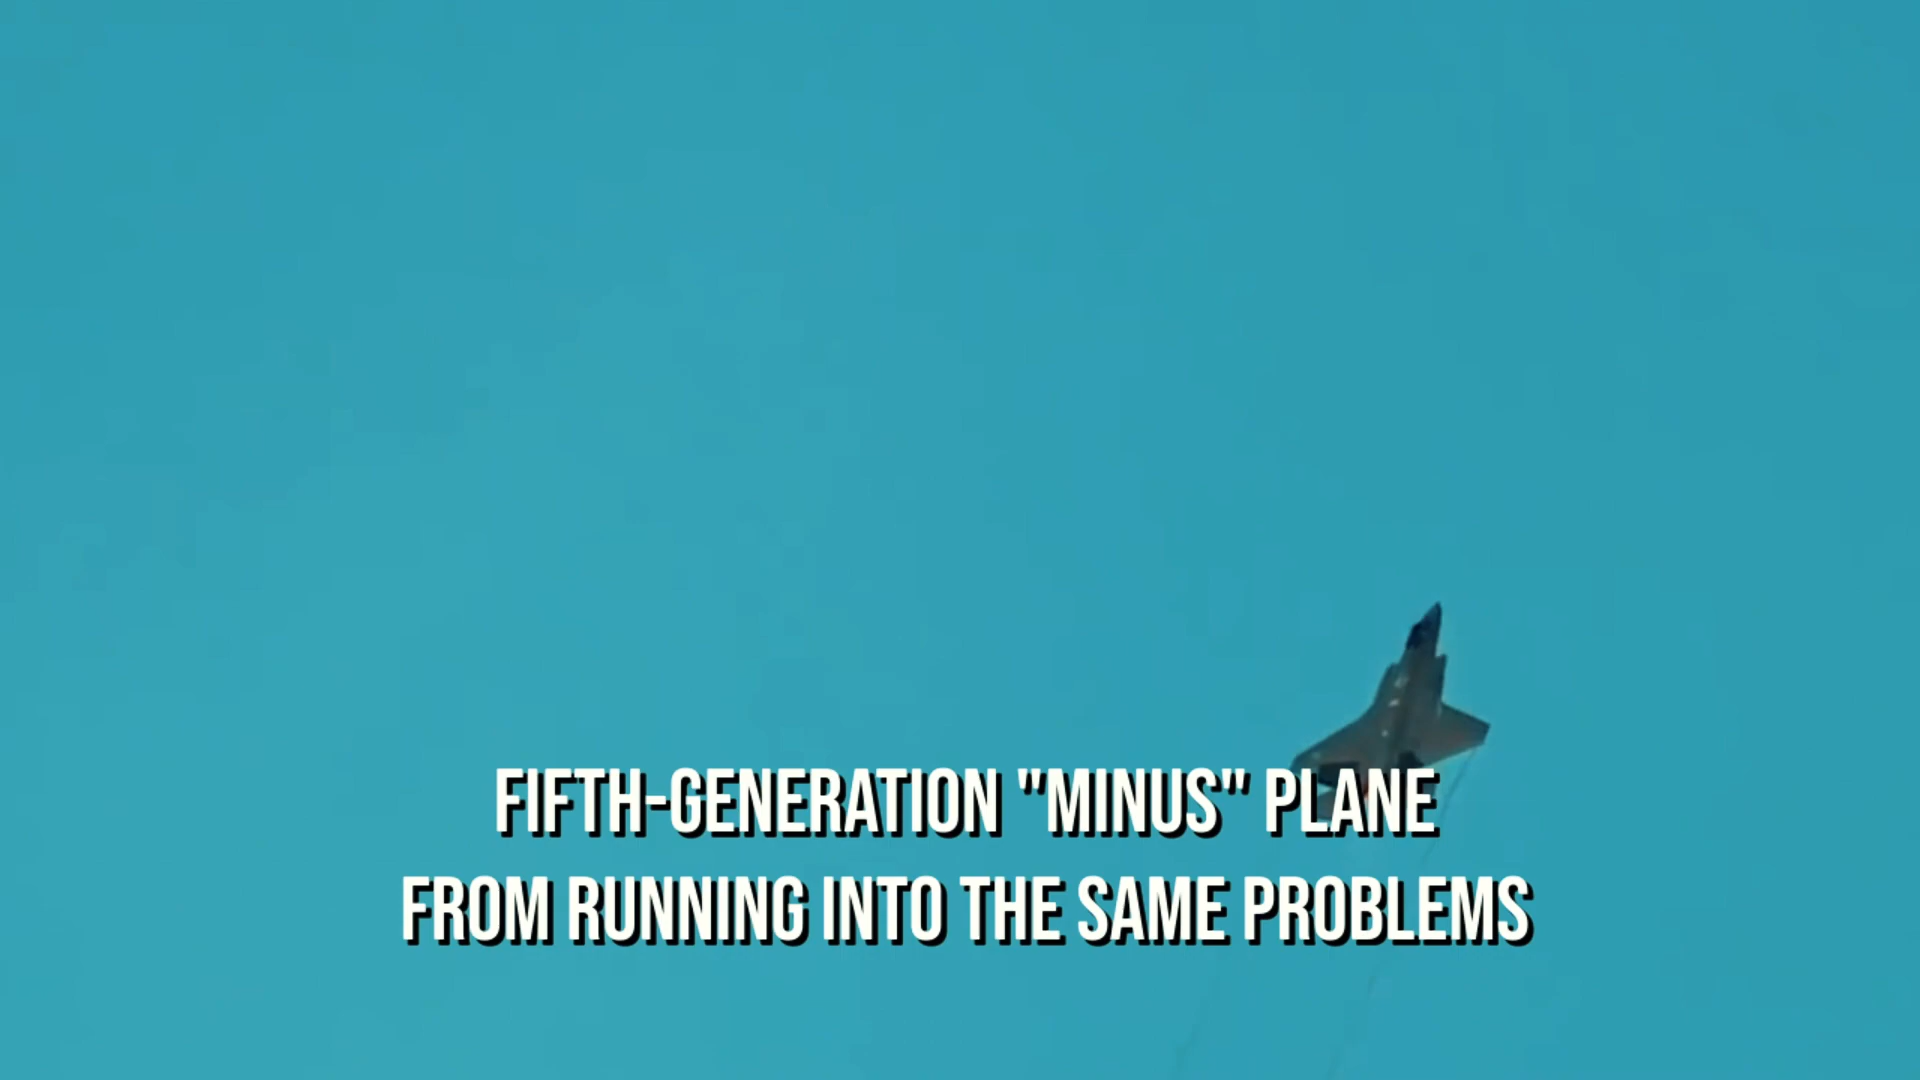 FIFTH-GENERATION "MINUS" PLANE
FROM RUNNING INTO THE SAME PROBLEMS